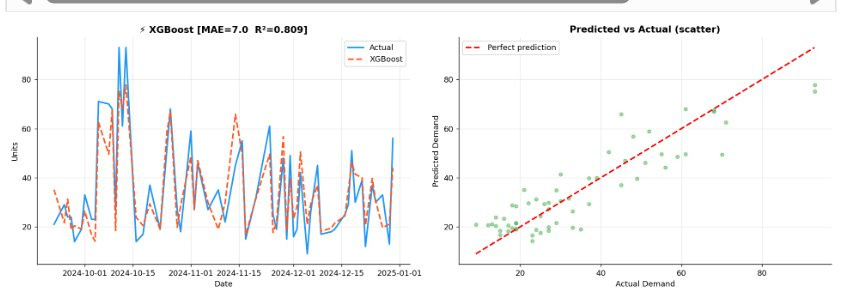 ⚡ XGBoost [MAE=7.0 R²=0.809]
Actual
XGBoost
Units
80
60
40
20
2024-10-01 2024-10-15 2024-11-01 2024-11-15 2024-12-01 2024-12-15 2025-01-01
Date
Predicted vs Actual (scatter)
Perfect prediction
Predicted Demand
80
60
40
20
20 40 60 80
Actual Demand